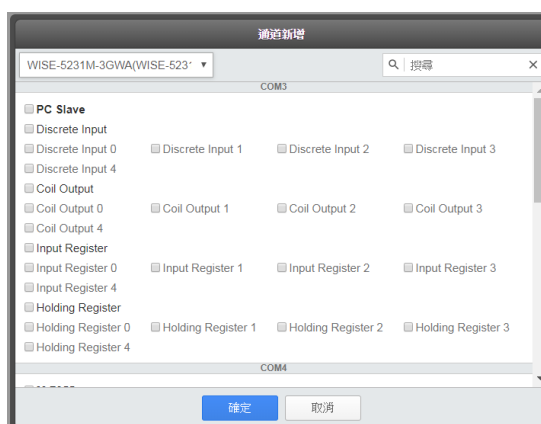 通道新增
WISE-5231M-3GWA(WISE-523 搜尋
COM3
PC Slave
Discrete Input
Discrete Input 0 Discrete Input 1 Discrete Input 2 Discrete Input 3
Discrete Input 4
Coil Output
Coil Output 0 Coil Output 1 Coil Output 2 Coil Output 3
Coil Output 4
Input Register
Input Register 0 Input Register 1 Input Register 2 Input Register 3
Input Register 4
Holding Register
Holding Register 0 Holding Register 1 Holding Register 2 Holding Register 3
Holding Register 4
COM4
確定 取消